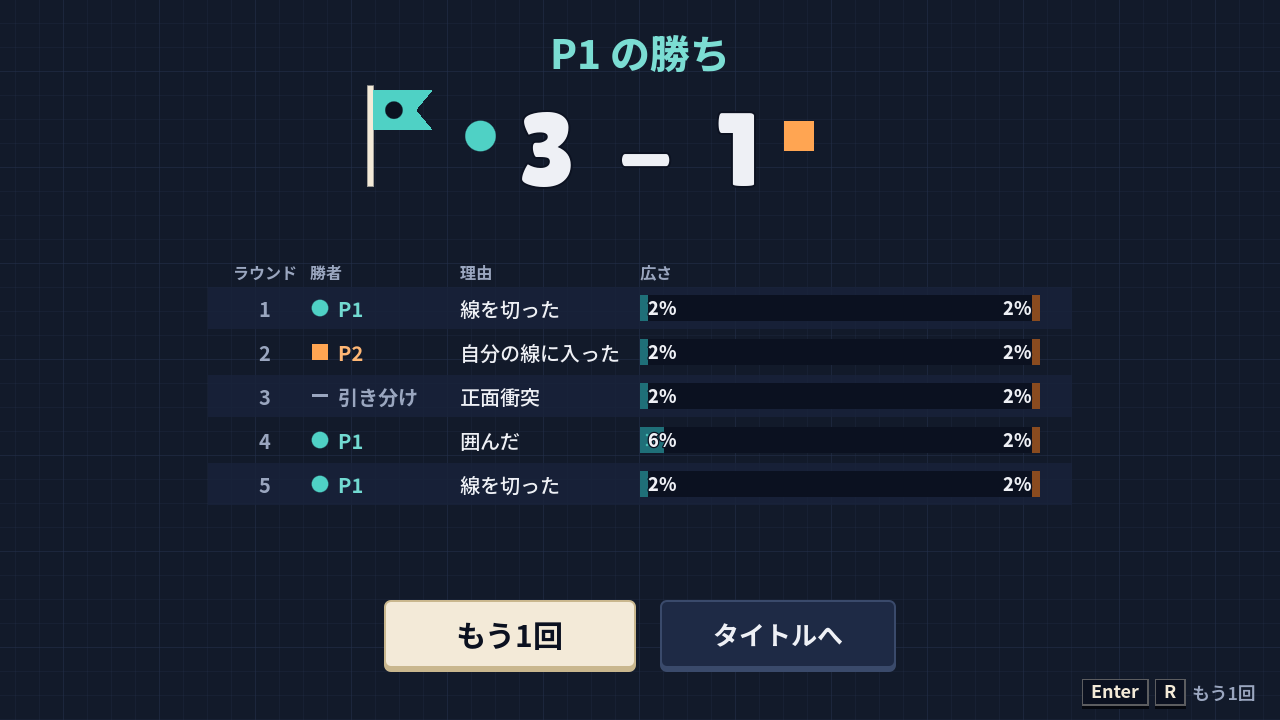 P1 の勝ち
3 – 1
ラウンド 勝者 理由 広さ
1 P1 線を切った 2% 2%
2 P2 自分の線に入った 2% 2%
3 引き分け 正面衝突 2% 2%
4 P1 囲んだ 6% 2%
5 P1 線を切った 2% 2%
もう1回 タイトルへ
Enter R もう1回